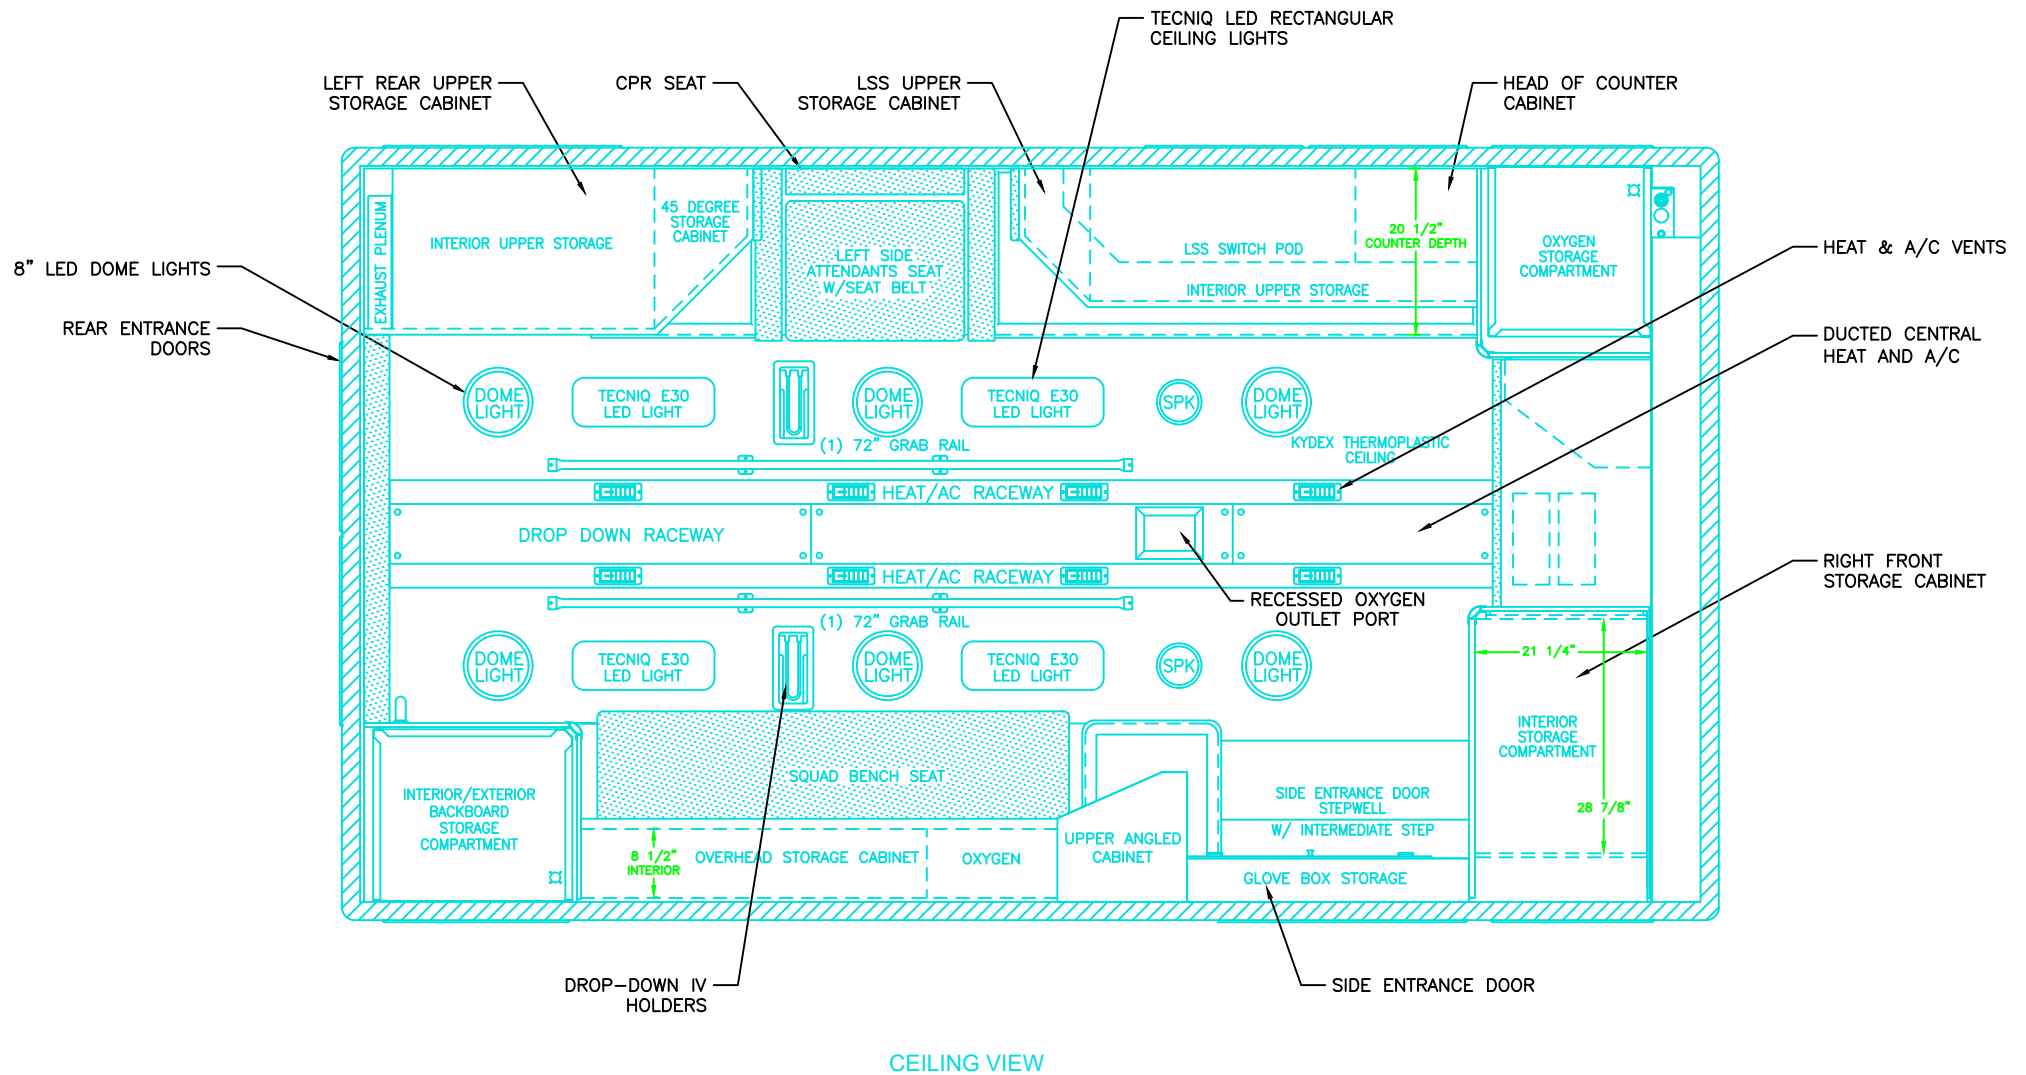 TECNIQ LED RECTANGULAR
CEILING LIGHTS
LEFT REAR UPPER
STORAGE CABINET
CPR SEAT
LSS UPPER
STORAGE CABINET
HEAD OF COUNTER
CABINET
8" LED DOME LIGHTS
REAR ENTRANCE
DOORS
HEAT & A/C VENTS
DUCTED CENTRAL
HEAT AND A/C
RIGHT FRONT
STORAGE CABINET
EXHAUST PLENUM
INTERIOR UPPER STORAGE
45 DEGREE
STORAGE
CABINET
LEFT SIDE
ATTENDANTS SEAT
W/SEAT BELT
LSS SWITCH POD
INTERIOR UPPER STORAGE
20 1/2"
COUNTER DEPTH
OXYGEN
STORAGE
COMPARTMENT
DOME
LIGHT
TECNIQ E30
LED LIGHT
DOME
LIGHT
TECNIQ E30
LED LIGHT
SPK
DOME
LIGHT
(1) 72" GRAB RAIL
KYDEX THERMOPLASTIC
CEILING
HEAT/AC RACEWAY
DROP DOWN RACEWAY
HEAT/AC RACEWAY
RECESSED OXYGEN
OUTLET PORT
(1) 72" GRAB RAIL
DOME
LIGHT
TECNIQ E30
LED LIGHT
DOME
LIGHT
TECNIQ E30
LED LIGHT
SPK
DOME
LIGHT
21 1/4"
INTERIOR
STORAGE
COMPARTMENT
28 7/8"
INTERIOR/EXTERIOR
BACKBOARD
STORAGE
COMPARTMENT
SQUAD BENCH SEAT
8 1/2"
INTERIOR
OVERHEAD STORAGE CABINET
OXYGEN
UPPER ANGLED
CABINET
SIDE ENTRANCE DOOR
STEPWELL
W/ INTERMEDIATE STEP
GLOVE BOX STORAGE
DROP-DOWN IV
HOLDERS
SIDE ENTRANCE DOOR
CEILING VIEW